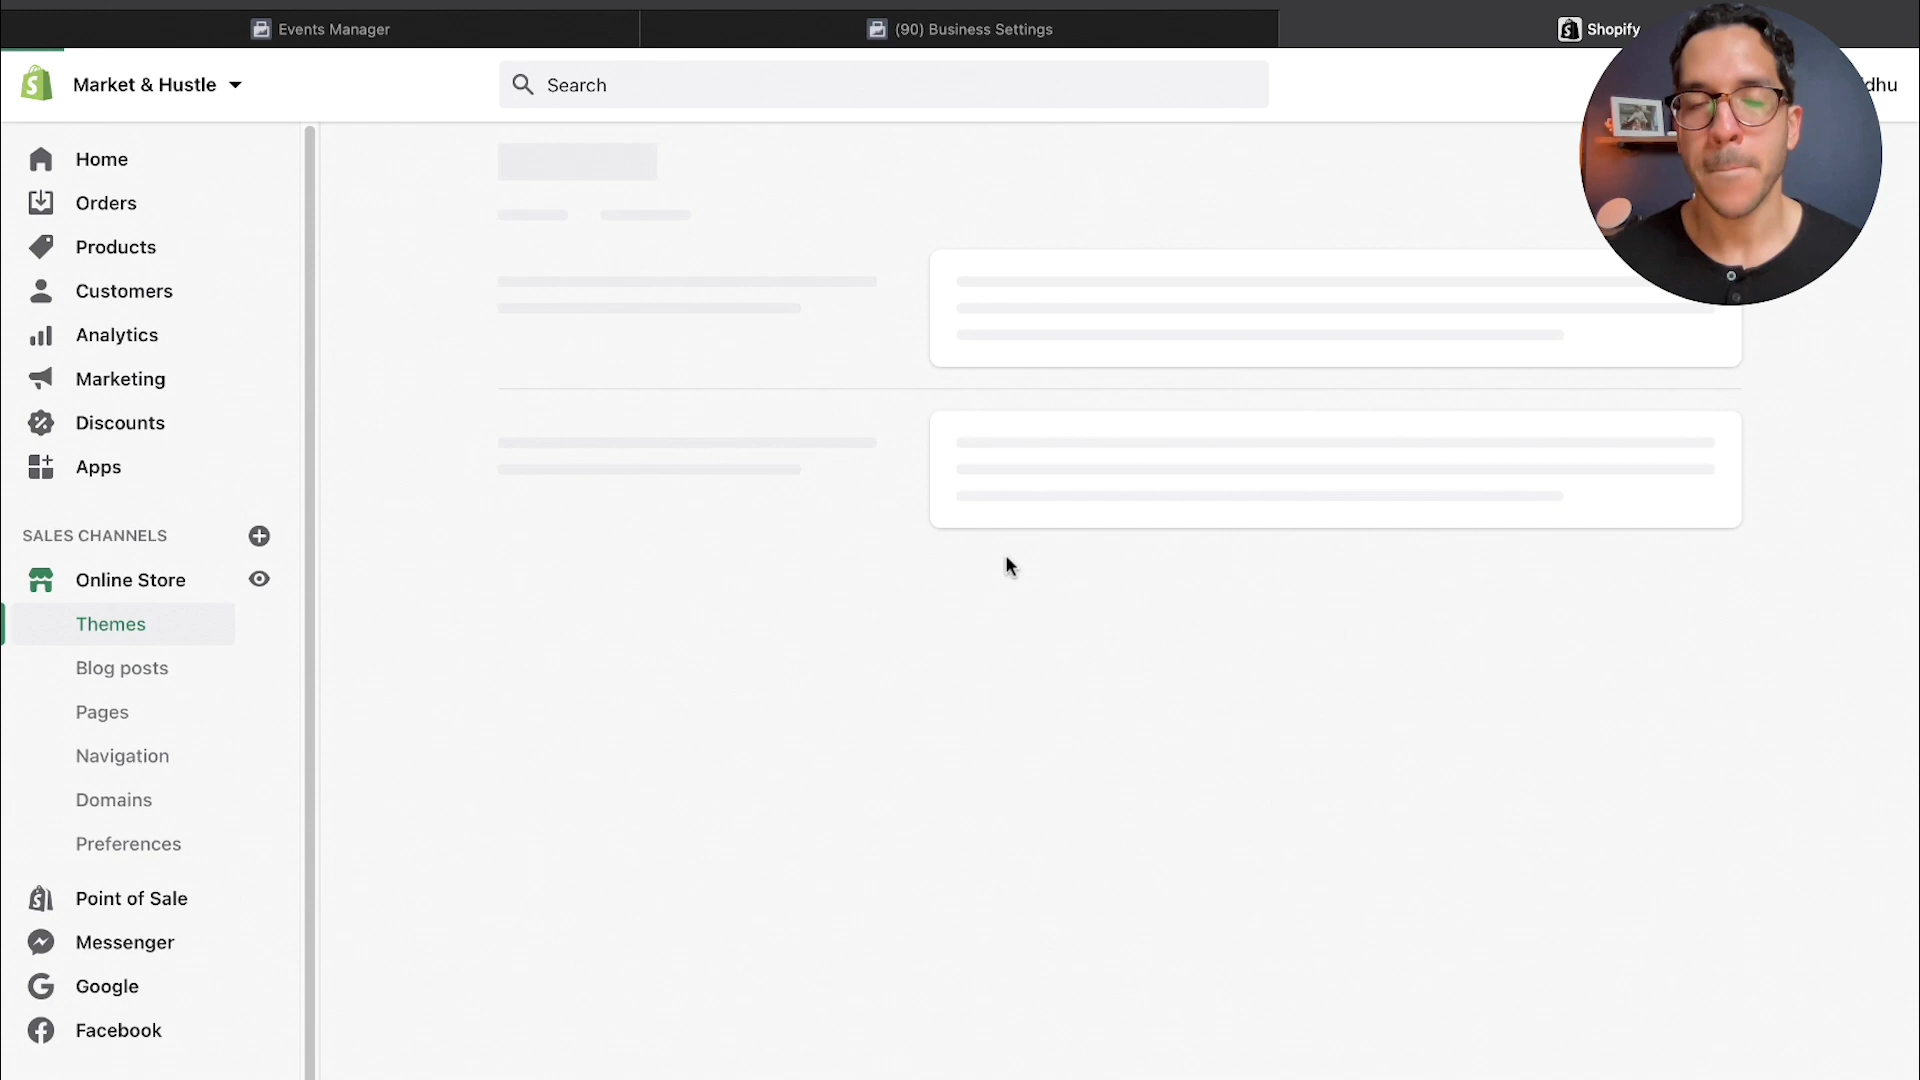 Events Manager
(90) Business Settings
Shopify
Market & Hustle
Search
dhu
Home
Orders
Products
Customers
Analytics
Marketing
Discounts
Apps
SALES CHANNELS
Online Store
Themes
Blog posts
Pages
Navigation
Domains
Preferences
Point of Sale
Messenger
Google
Facebook